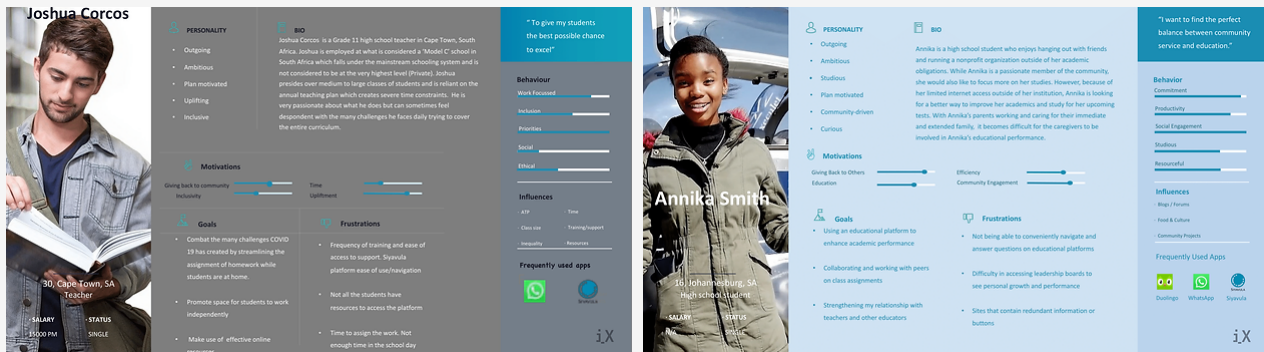 Joshua Corcos
30, Cape Town, SA
Teacher
· SALARY
· STATUS
15000 PM
SINGLE
PERSONALITY
• Outgoing
• Ambitious
• Plan motivated
• Uplifting
• Inclusive
BIO
Joshua Corcos is a Grade 11 high school teacher in Cape Town, South
Africa. Joshua is employed at what is considered a 'Model C' school in
South Africa which falls under the mainstream schooling system and is
not considered to be at the very highest level (Private). Joshua
presides over medium to large classes of students and is reliant on the
annual teaching plan which creates severe time constraints. He is
very passionate about what he does but can sometimes feel
despondent with the many challenges he faces daily trying to cover
the entire curriculum.
Motivations
Giving back to community
Inclusivity
Time
Upliftment
Goals
• Combat the many challenges COVID
19 has created by streamlining the
assignment of homework while
students are at home.
• Promote space for students to work
independently
• Make use of effective online
Frustrations
• Frequency of training and ease of
access to support. Siyavula
platform ease of use/navigation
• Not all the students have
resources to access the platform
• Time to assign the work. Not
enough time in the school day
" To give my students
the best possible chance
to excel"
Behaviour
Work Focussed
Inclusion
Priorities
Social
Ethical
Influences
· ATP
· Time
· Class size
· Training/support
· Inequality
· Resources
Frequently used apps
SIYAVULA
iX
Annika Smith
16, Johannesburg, SA
High school student
· SALARY
· STATUS
N/A
SINGLE
PERSONALITY
• Outgoing
• Ambitious
• Studious
• Plan motivated
• Community-driven
• Curious
BIO
Annika is a high school student who enjoys hanging out with friends
and running a nonprofit organization outside of her academic
obligations. While Annika is a passionate member of the community,
she would also like to focus more on her studies. However, because of
her limited internet access outside of her institution, Annika is looking
for a better way to improve her academics and study for her upcoming
tests. With Annika's parents working and caring for their immediate
and extended family, it becomes difficult for the caregivers to be
involved in Annika's educational performance.
Motivations
Giving Back to Others
Education
Efficiency
Community Engagement
Goals
• Using an educational platform to
enhance academic performance
• Collaborating and working with peers
on class assignments
• Strengthening my relationship with
teachers and other educators
Frustrations
• Not being able to conveniently navigate and
answer questions on educational platforms
• Difficulty in accessing leadership boards to
see personal growth and performance
• Sites that contain redundant information or
buttons
"I want to find the perfect
balance between community
service and education."
Behavior
Commitment
Productivity
Social Engagement
Studious
Resourceful
Influences
· Blogs / Forums
· Food & Culture
· Community Projects
Frequently Used Apps
Duolingo
WhatsApp
Siyavula
iX